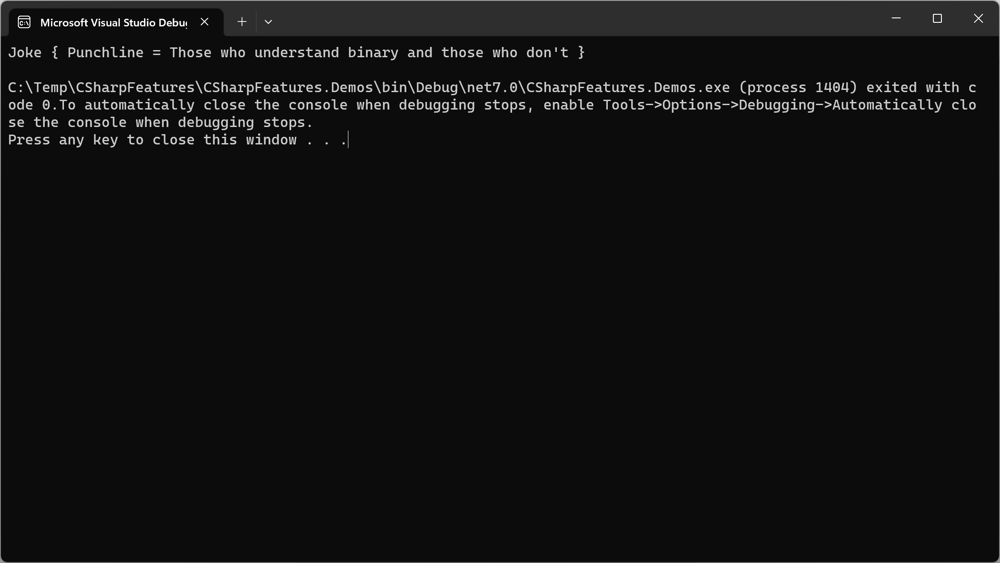 Microsoft Visual Studio Debug
Joke { Punchline = Those who understand binary and those who don't }
C:\Temp\CSharpFeatures\CSharpFeatures.Demos\bin\Debug\net7.0\CSharpFeatures.Demos.exe (process 1404) exited with c
ode 0.To automatically close the console when debugging stops, enable Tools->Options->Debugging->Automatically clo
se the console when debugging stops.
Press any key to close this window . . .